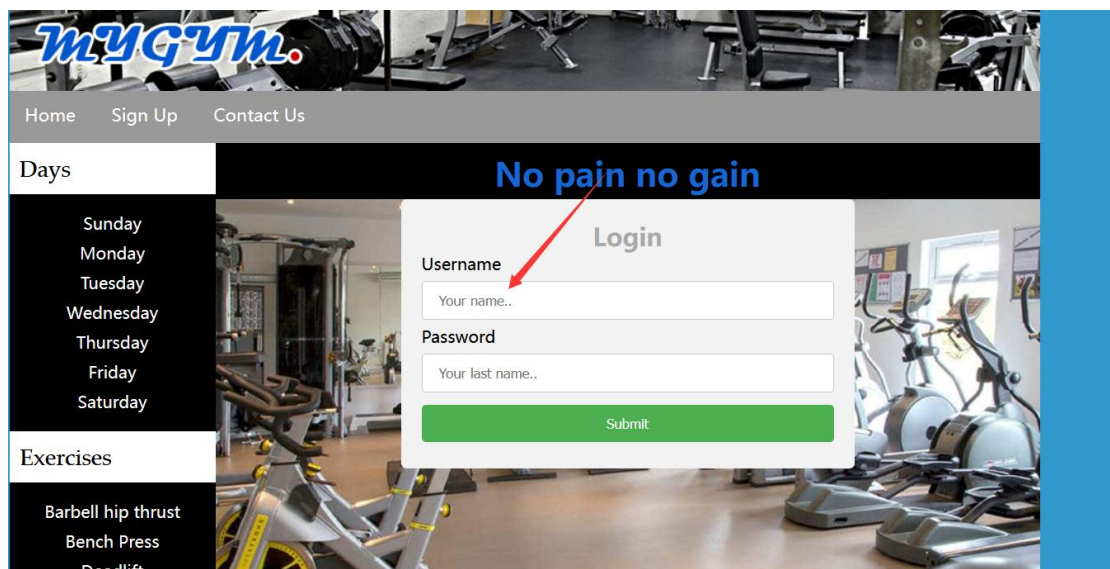 MYGYM.
Home Sign Up Contact Us
Days
Sunday
Monday
Tuesday
Wednesday
Thursday
Friday
Saturday
Exercises
Barbell hip thrust
Bench Press
Deadlift
No pain no gain
Login
Username
Your name..
Password
Your last name..
Submit